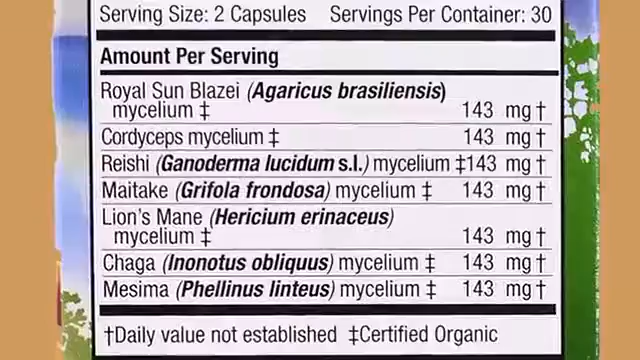 Serving Size: 2 Capsules Servings Per Container: 30
Amount Per Serving
Royal Sun Blazei (Agaricus brasiliensis)
mycelium ‡ 143 mg †
Cordyceps mycelium ‡ 143 mg †
Reishi (Ganoderma lucidum s.l.) mycelium ‡143 mg †
Maitake (Grifola frondosa) mycelium ‡ 143 mg †
Lion's Mane (Hericium erinaceus)
mycelium ‡ 143 mg †
Chaga (Inonotus obliquus) mycelium ‡ 143 mg †
Mesima (Phellinus linteus) mycelium ‡ 143 mg †
†Daily value not established ‡Certified Organic